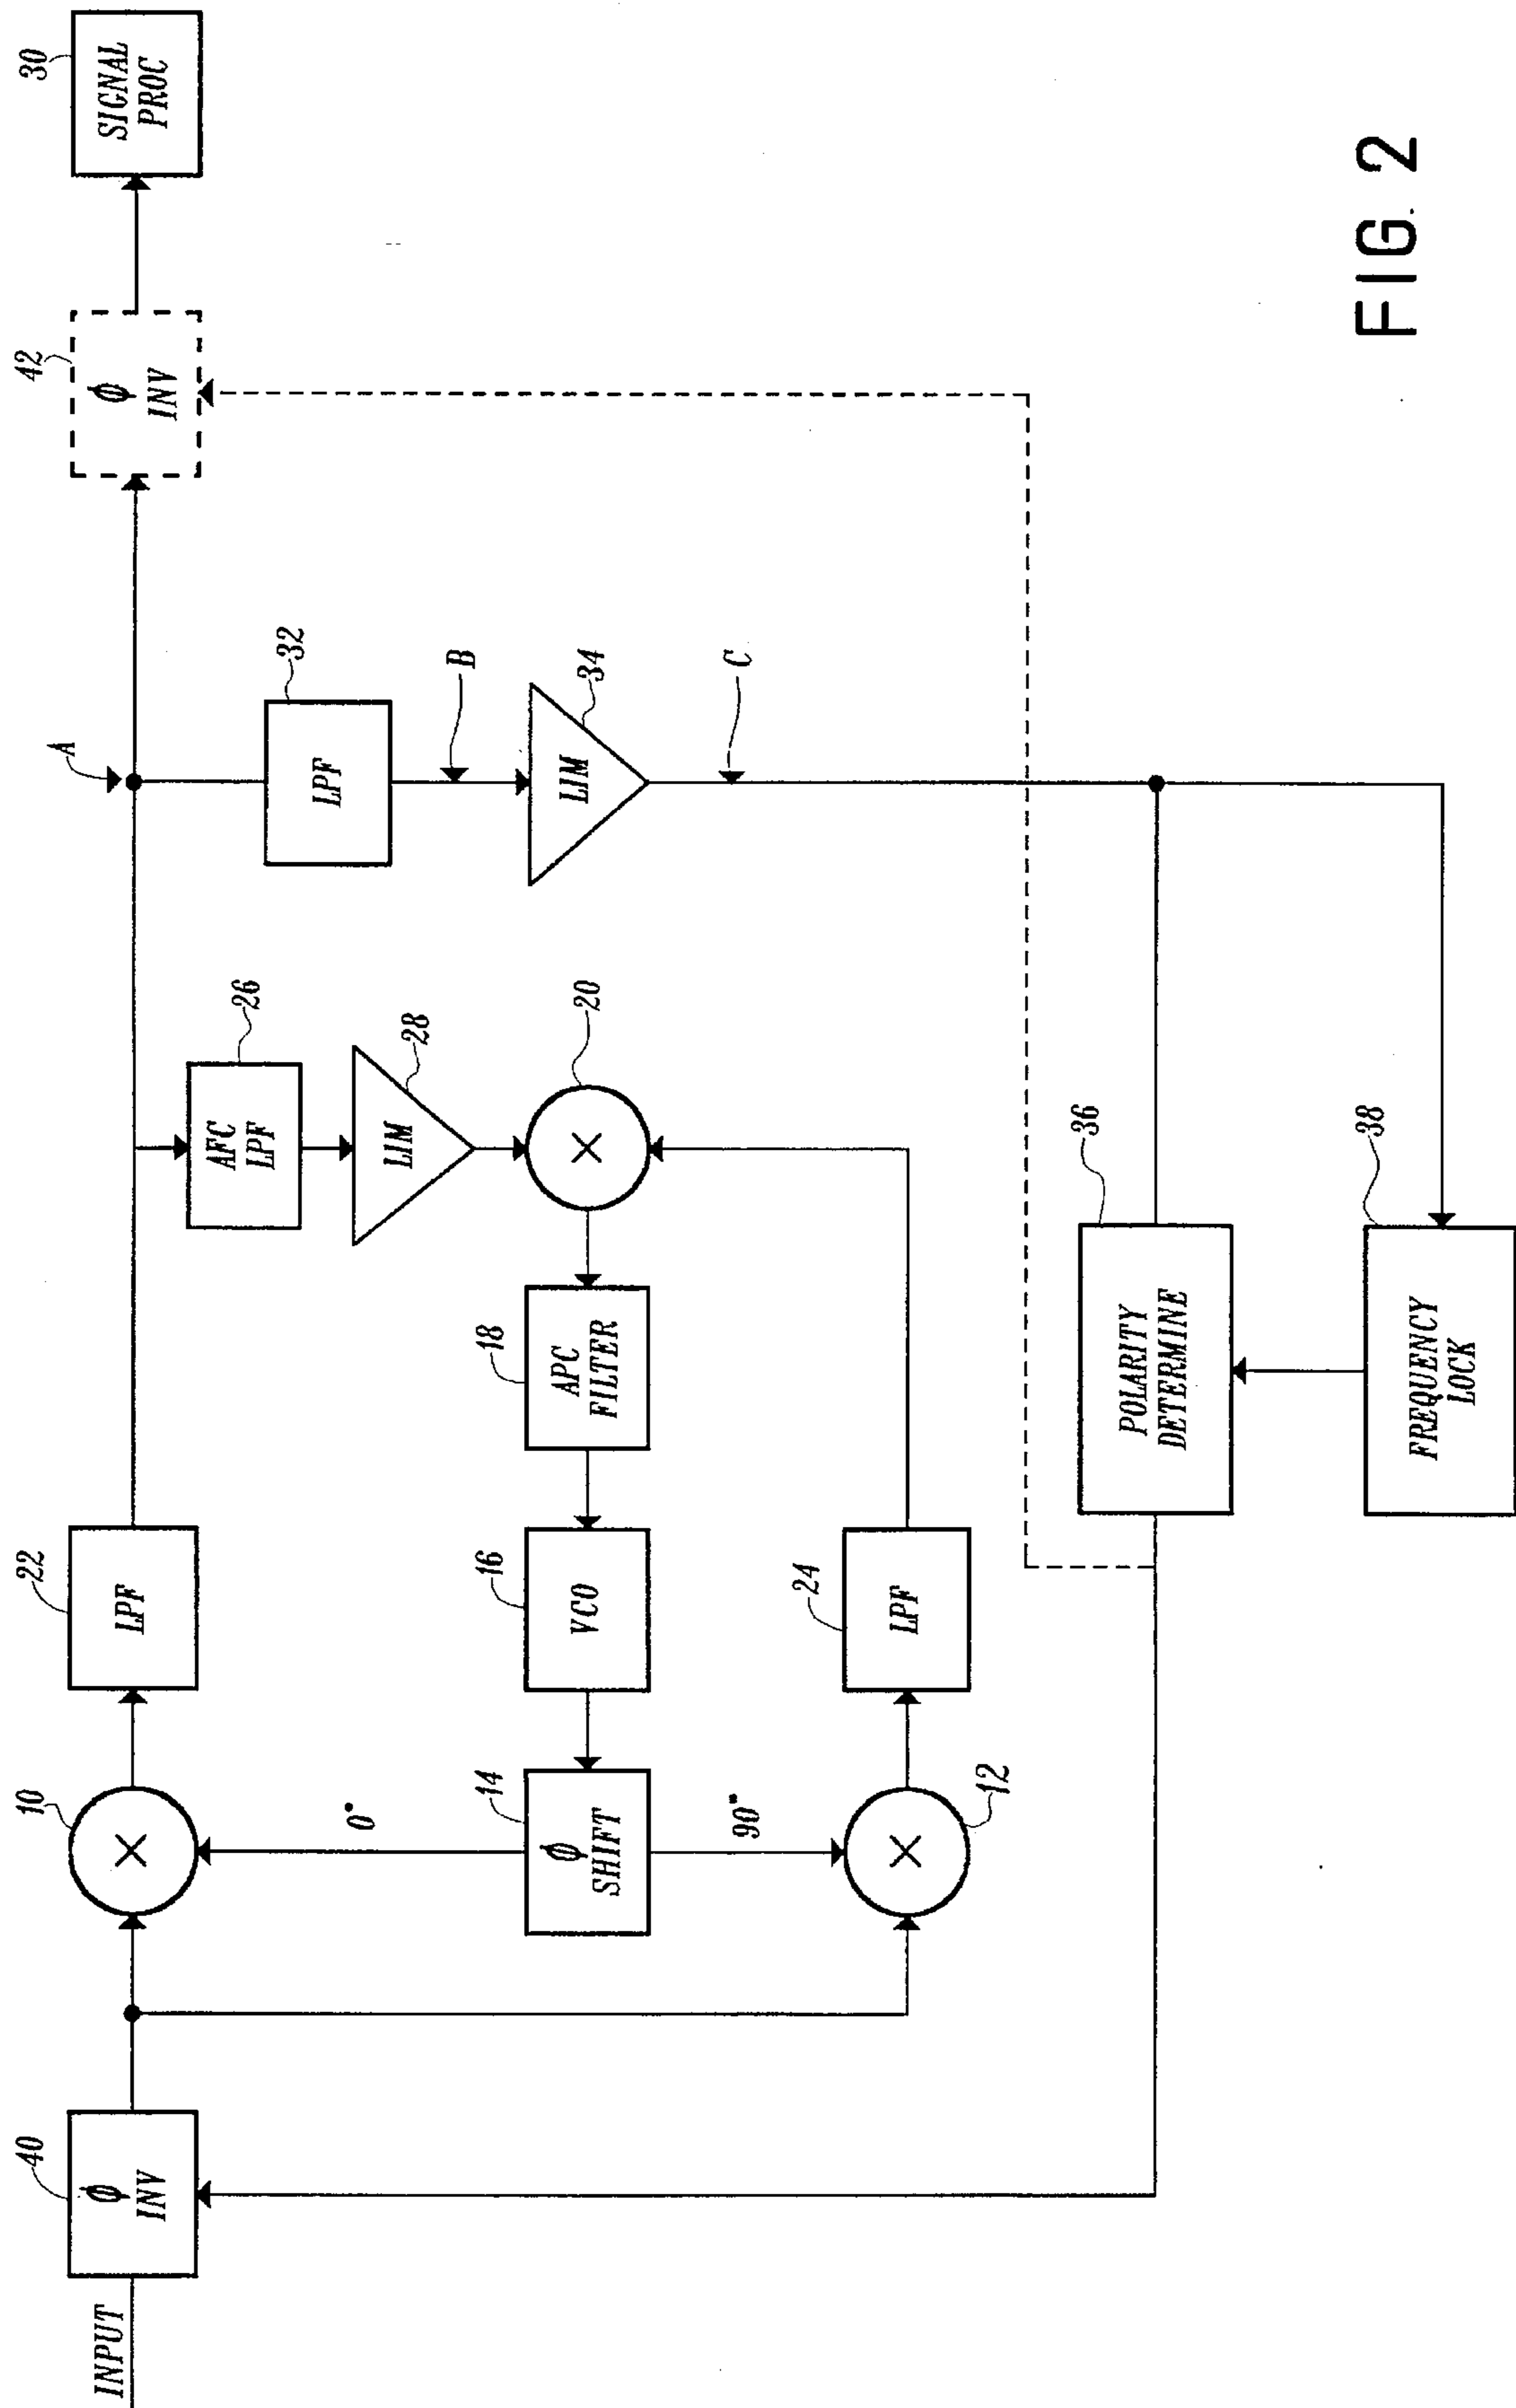 INPUT
40
ϕ
INV
10
×
22
LPF
A
42
ϕ
INV
30
SIGNAL
PROC
26
AFC
LPF
28
LIM
20
×
32
LPF
B
34
LIM
C
0°
14
ϕ
SHIFT
16
VCO
18
APC
FILTER
90°
12
×
24
LPF
36
POLARITY
DETERMINE
38
FREQUENCY
LOCK
FIG. 2